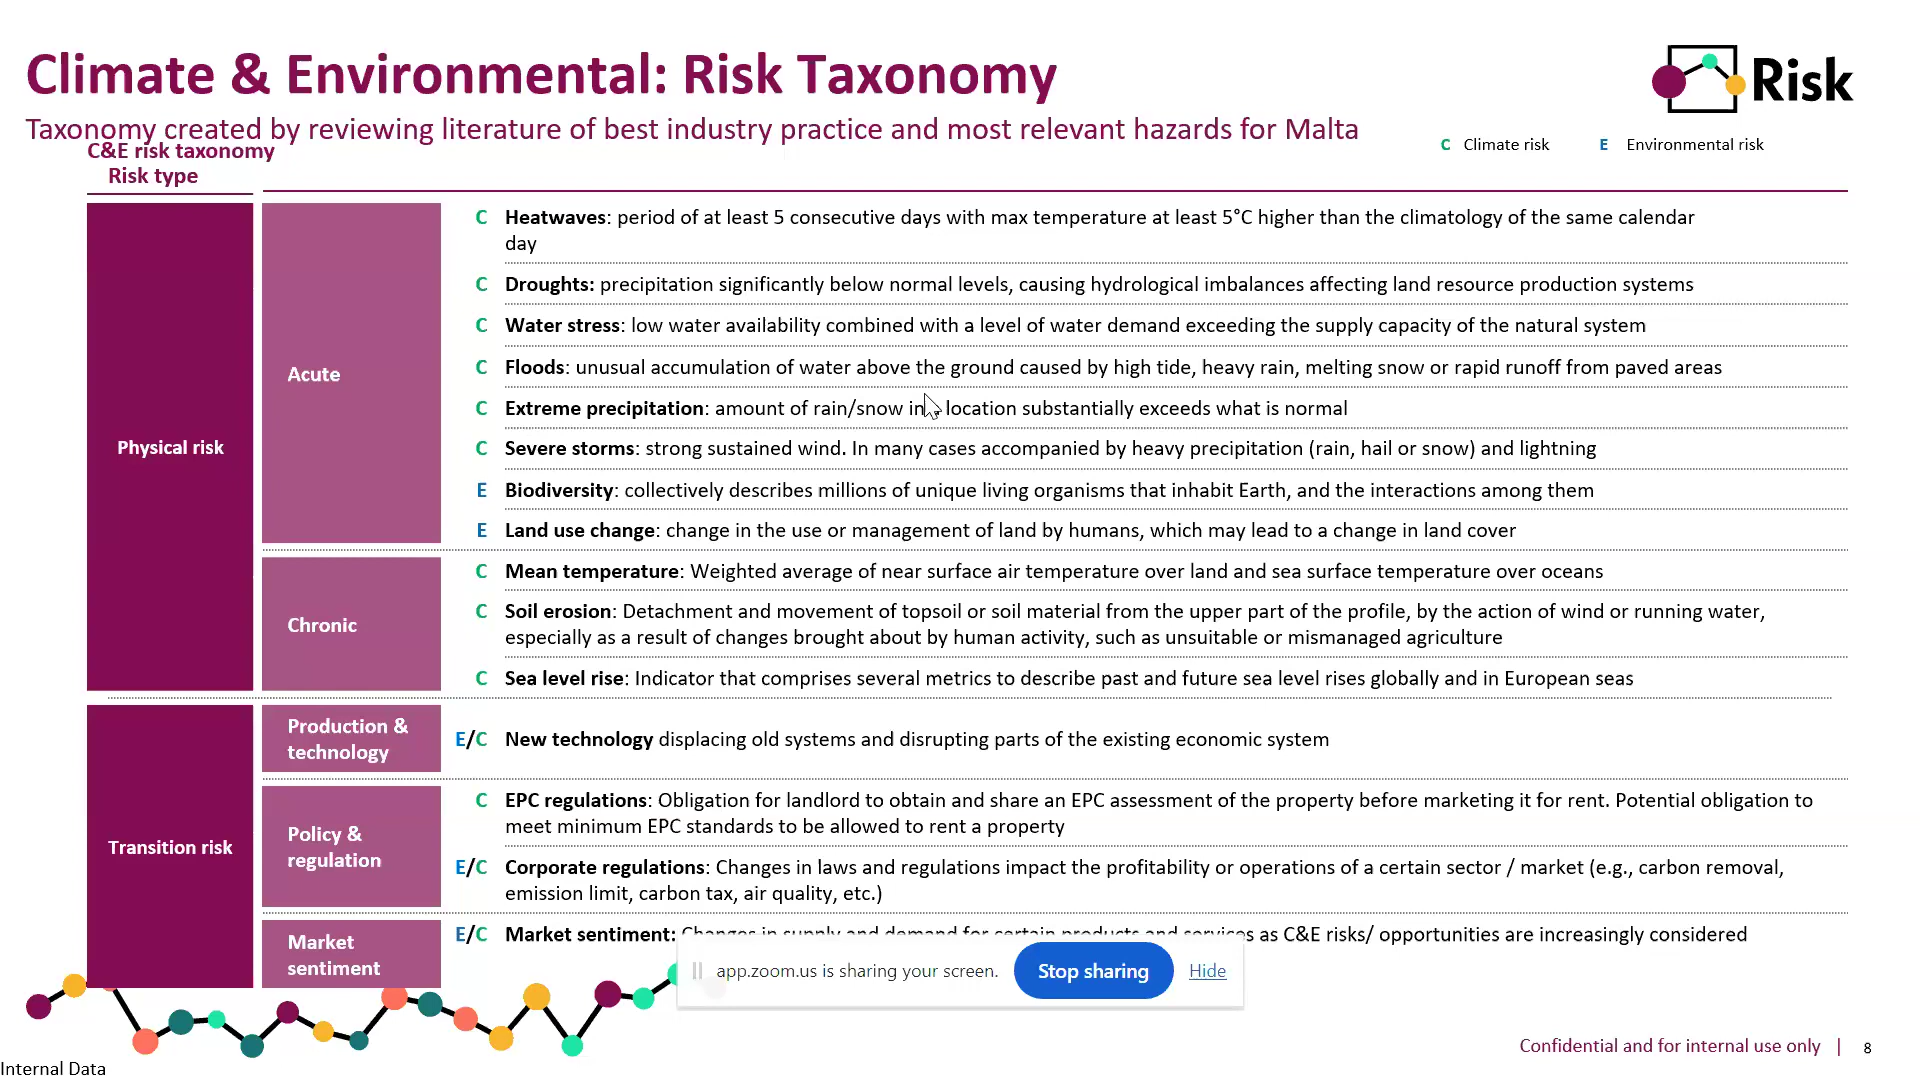 Climate & Environmental: Risk Taxonomy
Risk
Taxonomy created by reviewing literature of best industry practice and most relevant hazards for Malta
C Climate risk
E Environmental risk
C&E risk taxonomy
Risk type
Physical risk
Acute
C Heatwaves: period of at least 5 consecutive days with max temperature at least 5°C higher than the climatology of the same calendar
day
C Droughts: precipitation significantly below normal levels, causing hydrological imbalances affecting land resource production systems
C Water stress: low water availability combined with a level of water demand exceeding the supply capacity of the natural system
C Floods: unusual accumulation of water above the ground caused by high tide, heavy rain, melting snow or rapid runoff from paved areas
C Extreme precipitation: amount of rain/snow in location substantially exceeds what is normal
C Severe storms: strong sustained wind. In many cases accompanied by heavy precipitation (rain, hail or snow) and lightning
E Biodiversity: collectively describes millions of unique living organisms that inhabit Earth, and the interactions among them
E Land use change: change in the use or management of land by humans, which may lead to a change in land cover
Chronic
C Mean temperature: Weighted average of near surface air temperature over land and sea surface temperature over oceans
C Soil erosion: Detachment and movement of topsoil or soil material from the upper part of the profile, by the action of wind or running water,
especially as a result of changes brought about by human activity, such as unsuitable or mismanaged agriculture
C Sea level rise: Indicator that comprises several metrics to describe past and future sea level rises globally and in European seas
Transition risk
Production &
technology
E/C New technology displacing old systems and disrupting parts of the existing economic system
Policy &
regulation
C EPC regulations: Obligation for landlord to obtain and share an EPC assessment of the property before marketing it for rent. Potential obligation to
meet minimum EPC standards to be allowed to rent a property
E/C Corporate regulations: Changes in laws and regulations impact the profitability or operations of a certain sector / market (e.g., carbon removal,
emission limit, carbon tax, air quality, etc.)
Market
sentiment
E/C Market sentiment: Changes in supply and demand for certain products and services as C&E risks/ opportunities are increasingly considered
app.zoom.us is sharing your screen.
Stop sharing
Hide
Confidential and for internal use only | 8
Internal Data